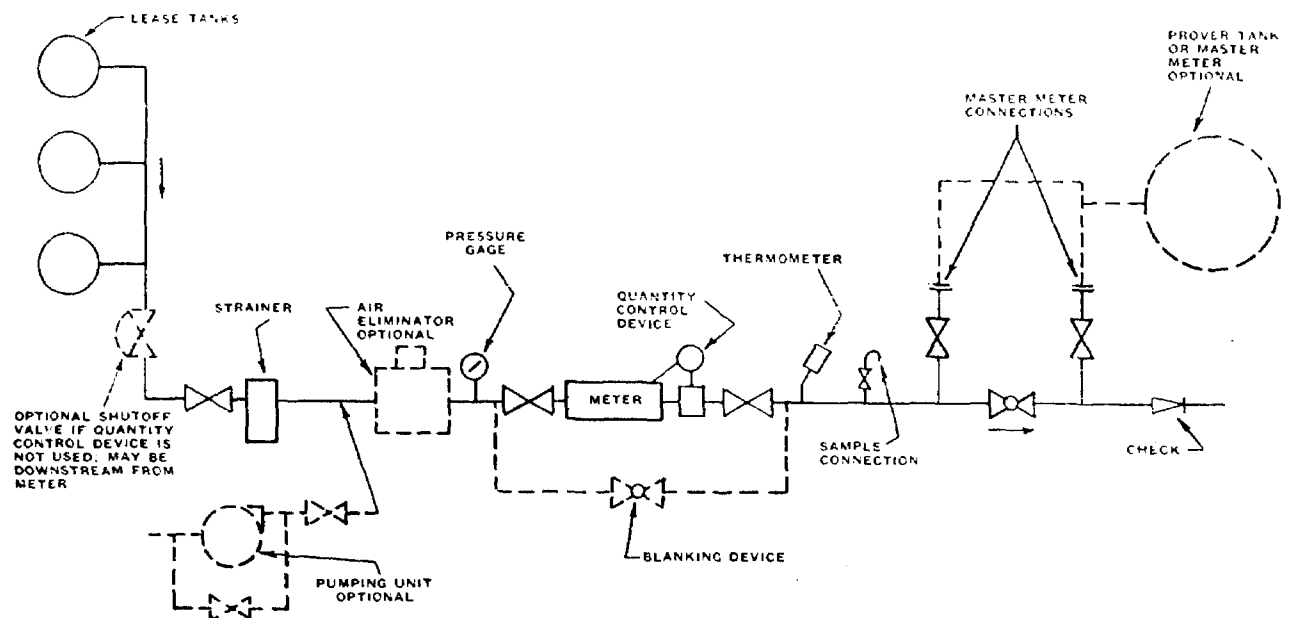 LEASE TANKS
PROVER TANK
OR MASTER
METER
OPTIONAL
MASTER METER
CONNECTIONS
PRESSURE
GAGE
THERMOMETER
STRAINER
AIR
ELIMINATOR
OPTIONAL
QUANTITY
CONTROL
DEVICE
METER
OPTIONAL SHUTOFF
VALVE IF QUANTITY
CONTROL DEVICE IS
NOT USED, MAY BE
DOWNSTREAM FROM
METER
SAMPLE
CONNECTION
CHECK
BLANKING DEVICE
PUMPING UNIT
OPTIONAL